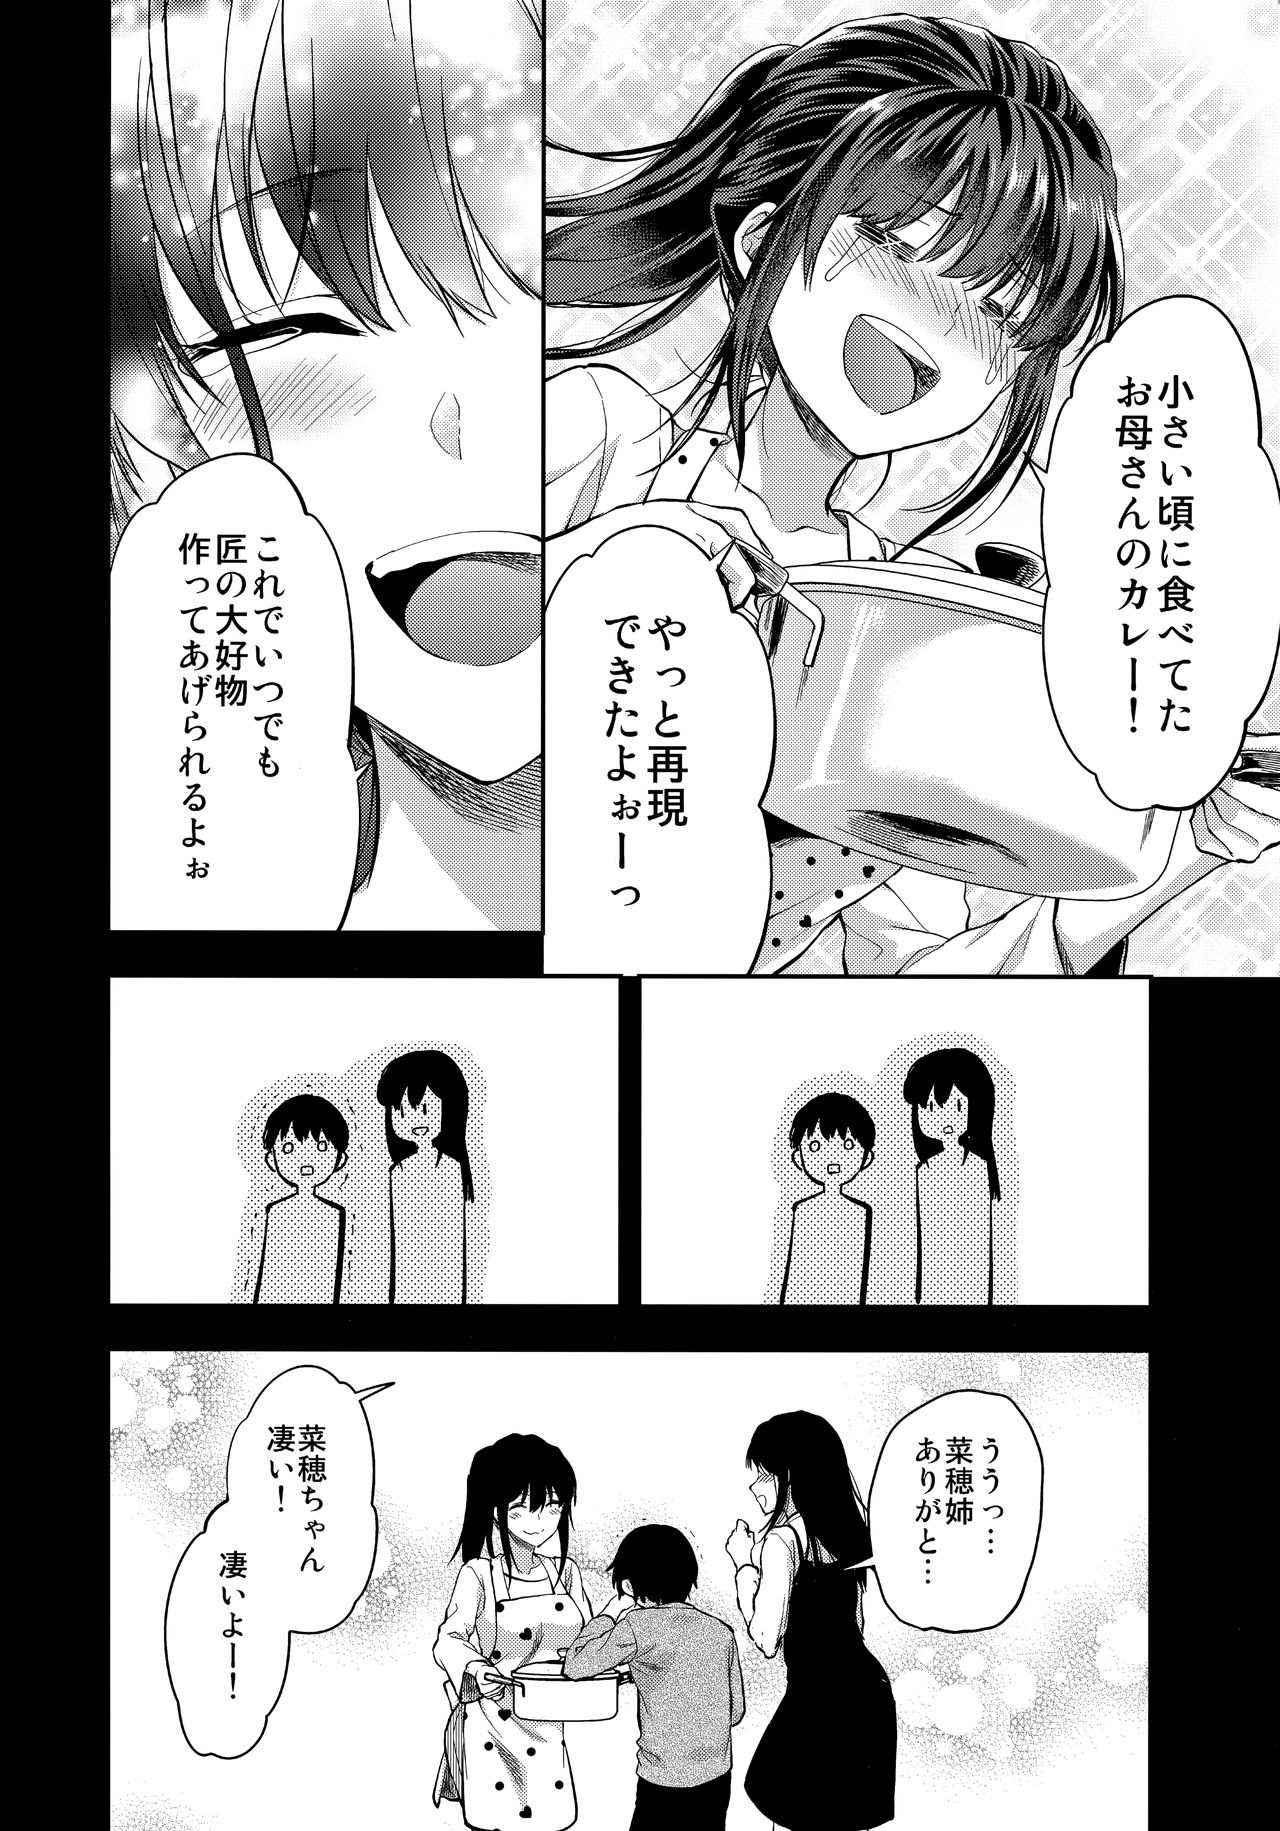 小さい頃に食べてた
お母さんのカレー！
やっと再現
できたよぉーっ
これでいつでも
匠の大好物
作ってあげられるよぉ
ううっ…
菜穂姉
ありがと…
菜穂ちゃん
凄い！
凄いよー！